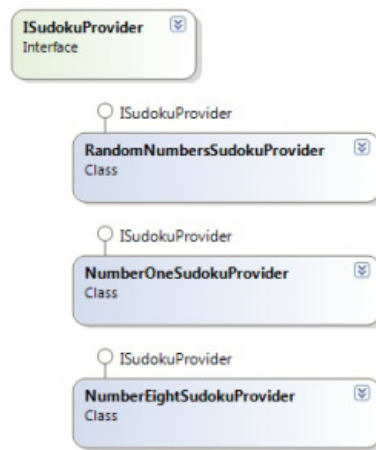 ISudokuProvider
Interface
ISudokuProvider
RandomNumbersSudokuProvider
Class
ISudokuProvider
NumberOneSudokuProvider
Class
ISudokuProvider
NumberEightSudokuProvider
Class